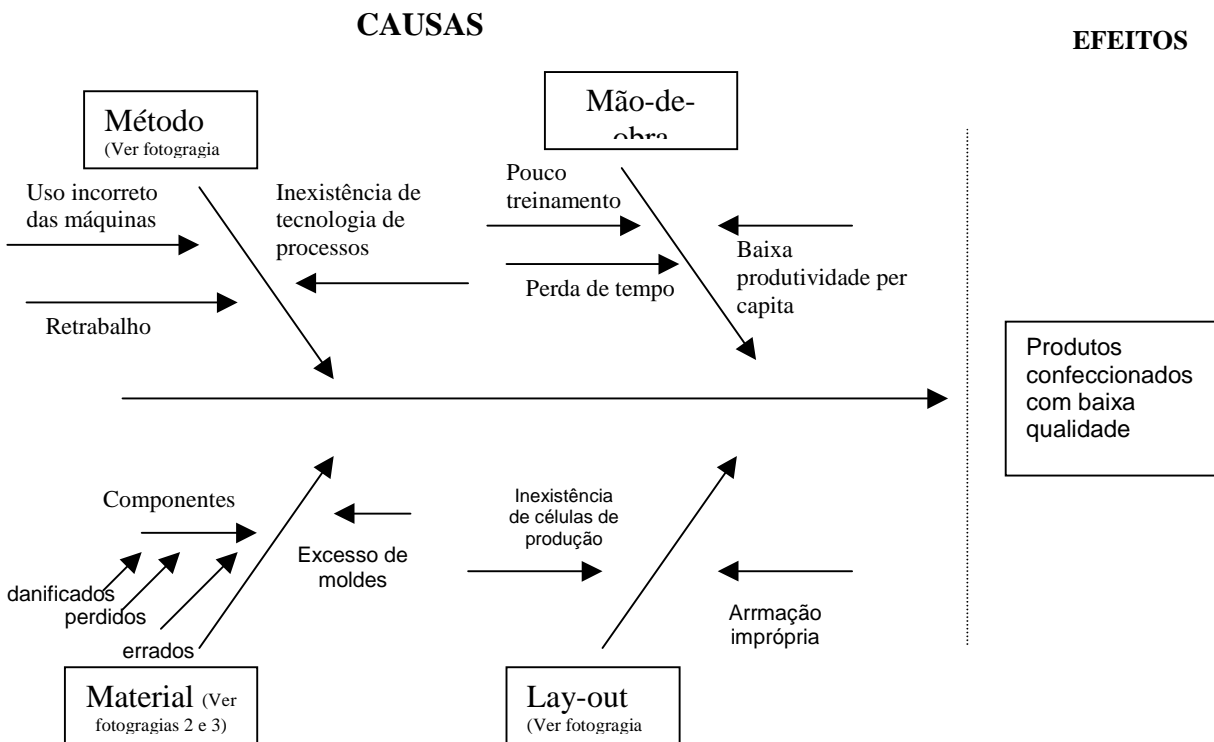 CAUSAS
EFEITOS
Método
(Ver fotogragia
Mão-de-
obra
Uso incorreto
das máquinas
Inexistência de
tecnologia de
processos
Pouco
treinamento
Retrabalho
Perda de tempo
Baixa
produtividade per
capita
Produtos
confeccionados
com baixa
qualidade
Componentes
Excesso de
moldes
danificados
perdidos
errados
Inexistência
de células de
produção
Arrmação
imprópria
Material (Ver
fotogragias 2 e 3)
Lay-out
(Ver fotogragia